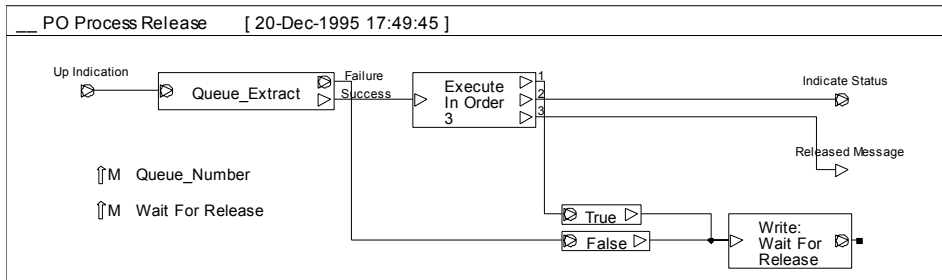 __ PO Process Release [ 20-Dec-1995 17:49:45 ]
Up Indication
Queue_Extract
Failure
Success
Execute
In Order
3
1
2
3
Indicate Status
Released Message
⇧M Queue_Number
⇧M Wait For Release
True
False
Write:
Wait For
Release